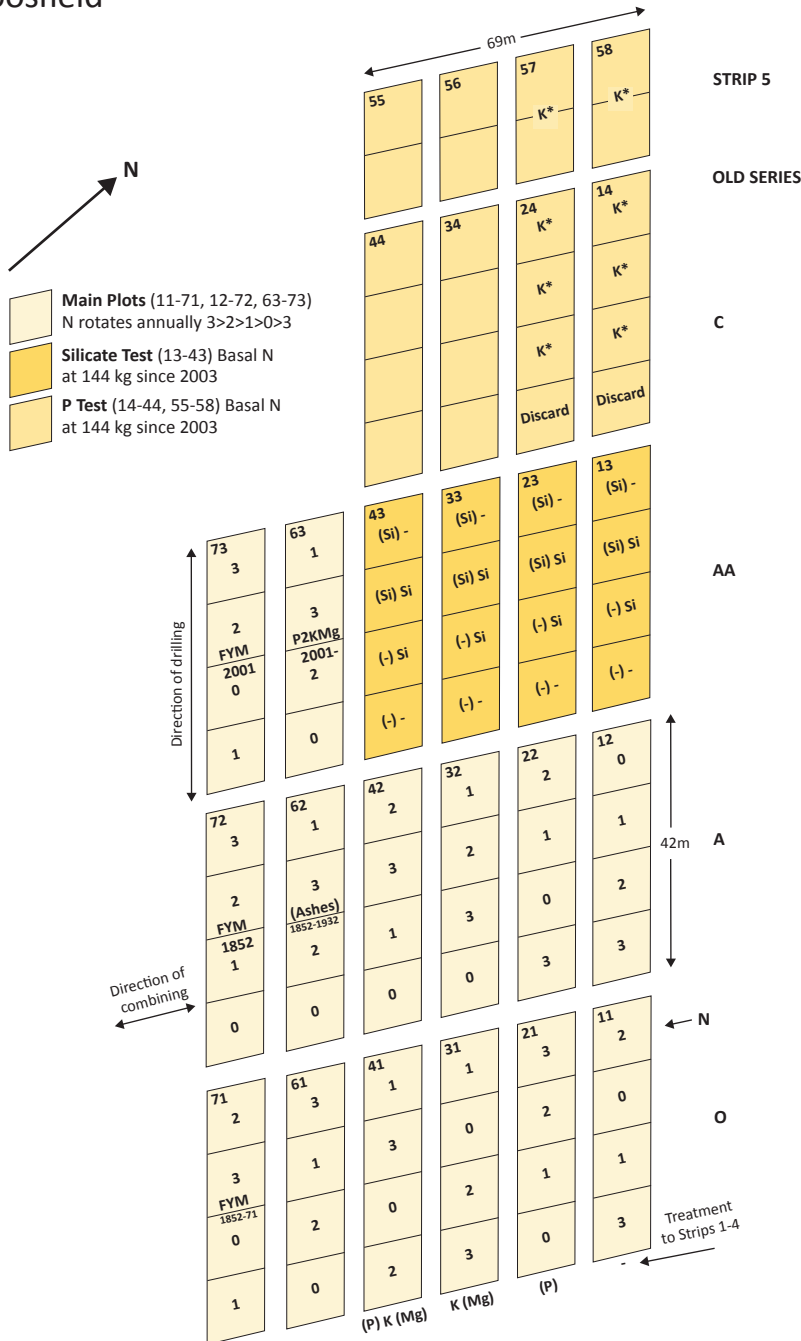 69m
STRIP 5
55
56
57
K*
58
K*
N
OLD SERIES
Main Plots (11-71, 12-72, 63-73)
N rotates annually 3>2>1>0>3
Silicate Test (13-43) Basal N
at 144 kg since 2003
P Test (14-44, 55-58) Basal N
at 144 kg since 2003
44
34
24
K*
K*
K*
Discard
14
K*
K*
K*
Discard
C
Direction of drilling
73
3
2
FYM
2001
0
1
63
1
3
P2KMg
2001-
2
0
43
(Si) -
(Si) Si
(-) Si
(-) -
33
(Si) -
(Si) Si
(-) Si
(-) -
23
(Si) -
(Si) Si
(-) Si
(-) -
13
(Si) -
(Si) Si
(-) Si
(-) -
AA
72
3
2
FYM
1852
1
0
62
1
3
(Ashes)
1852-1932
2
0
42
2
3
1
0
32
1
2
3
0
22
2
1
0
3
12
0
1
2
3
42m
A
Direction of
combining
71
2
3
FYM
1852-71
0
1
61
3
1
2
0
41
1
3
0
2
31
1
0
2
3
21
3
2
1
0
11
2
0
1
3
N
O
Treatment
to Strips 1-4
(P) K (Mg)
K (Mg)
(P)
-